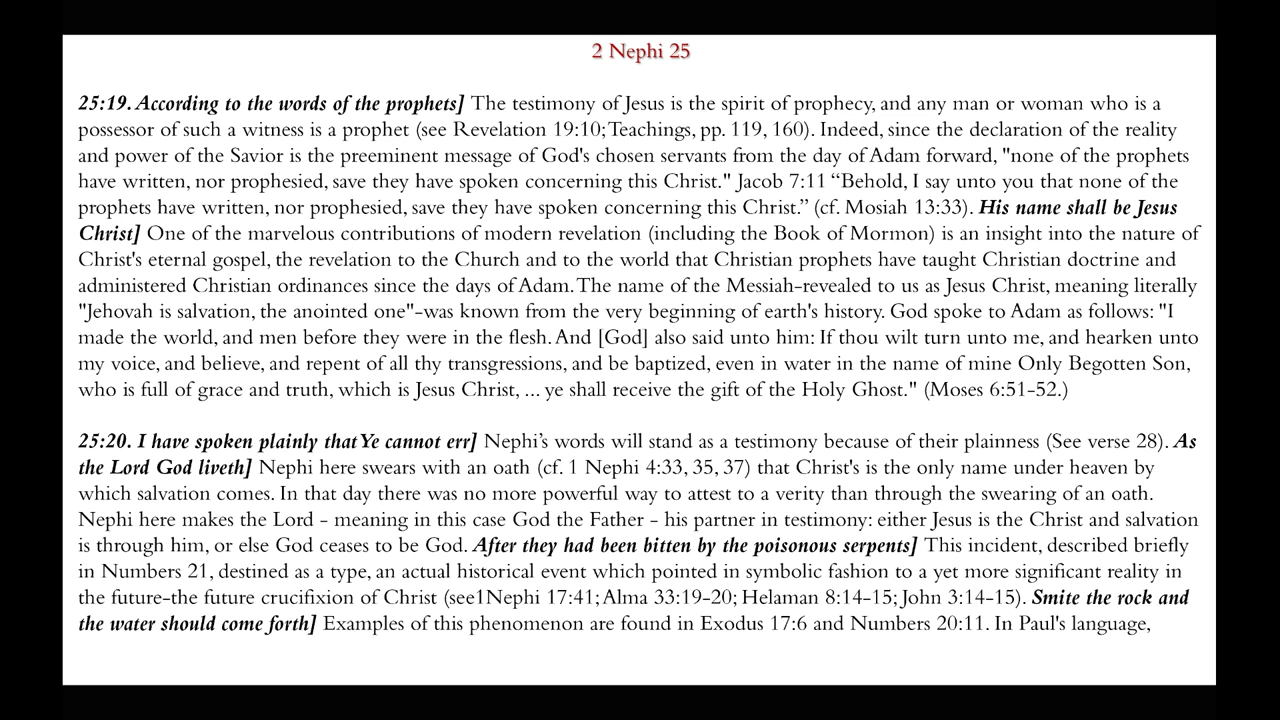 2 Nephi 25
25:19. According to the words of the prophets] The testimony of Jesus is the spirit of prophecy, and any man or woman who is a
possessor of such a witness is a prophet (see Revelation 19:10; Teachings, pp. 119, 160). Indeed, since the declaration of the reality
and power of the Savior is the preeminent message of God's chosen servants from the day of Adam forward, "none of the prophets
have written, nor prophesied, save they have spoken concerning this Christ." Jacob 7:11 “Behold, I say unto you that none of the
prophets have written, nor prophesied, save they have spoken concerning this Christ.” (cf. Mosiah 13:33). His name shall be Jesus
Christ] One of the marvelous contributions of modern revelation (including the Book of Mormon) is an insight into the nature of
Christ's eternal gospel, the revelation to the Church and to the world that Christian prophets have taught Christian doctrine and
administered Christian ordinances since the days of Adam. The name of the Messiah-revealed to us as Jesus Christ, meaning literally
"Jehovah is salvation, the anointed one"-was known from the very beginning of earth's history. God spoke to Adam as follows: "I
made the world, and men before they were in the flesh. And [God] also said unto him: If thou wilt turn unto me, and hearken unto
my voice, and believe, and repent of all thy transgressions, and be baptized, even in water in the name of mine Only Begotten Son,
who is full of grace and truth, which is Jesus Christ, ... ye shall receive the gift of the Holy Ghost." (Moses 6:51-52.)
25:20. I have spoken plainly that Ye cannot err] Nephi’s words will stand as a testimony because of their plainness (See verse 28). As
the Lord God liveth] Nephi here swears with an oath (cf. 1 Nephi 4:33, 35, 37) that Christ's is the only name under heaven by
which salvation comes. In that day there was no more powerful way to attest to a verity than through the swearing of an oath.
Nephi here makes the Lord - meaning in this case God the Father - his partner in testimony: either Jesus is the Christ and salvation
is through him, or else God ceases to be God. After they had been bitten by the poisonous serpents] This incident, described briefly
in Numbers 21, destined as a type, an actual historical event which pointed in symbolic fashion to a yet more significant reality in
the future-the future crucifixion of Christ (see1Nephi 17:41; Alma 33:19-20; Helaman 8:14-15; John 3:14-15). Smite the rock and
the water should come forth] Examples of this phenomenon are found in Exodus 17:6 and Numbers 20:11. In Paul's language,